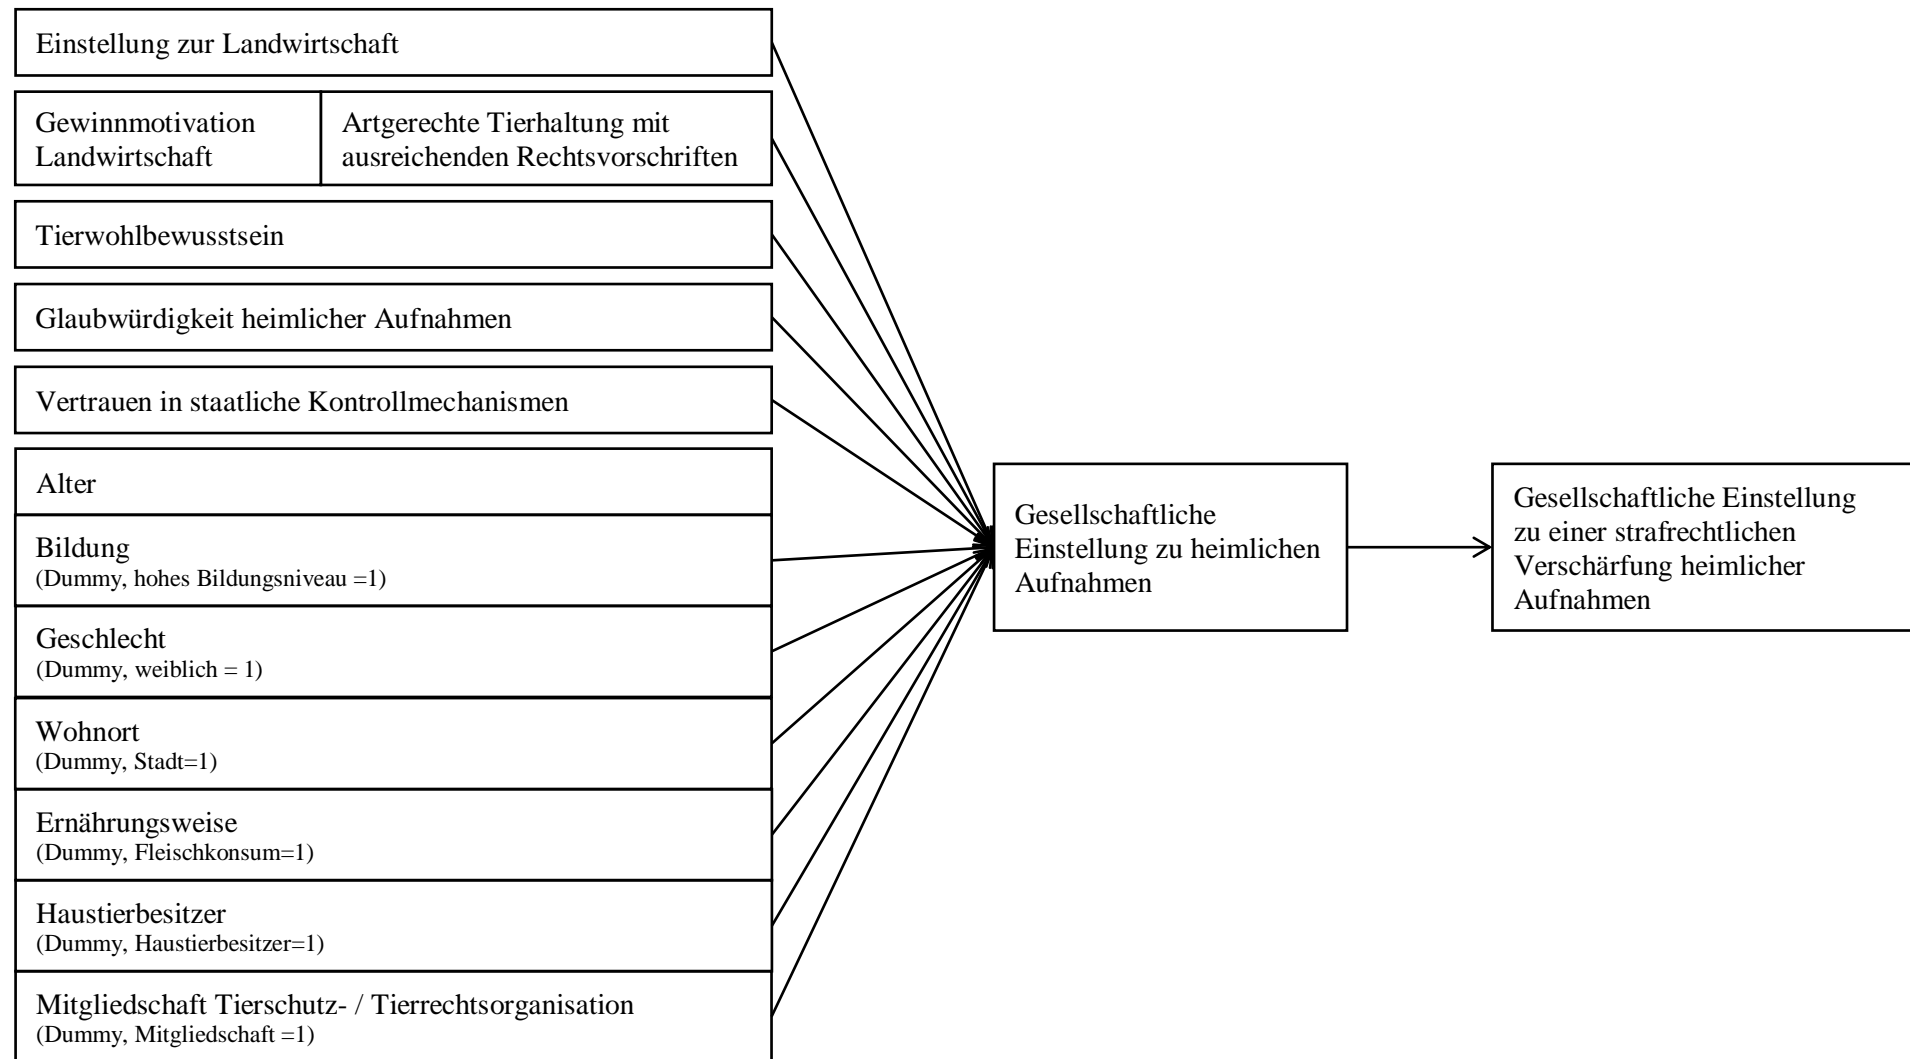 Einstellung zur Landwirtschaft
Gewinnmotivation
Landwirtschaft
Artgerechte Tierhaltung mit
ausreichenden Rechtsvorschriften
Tierwohlbewusstsein
Glaubwürdigkeit heimlicher Aufnahmen
Vertrauen in staatliche Kontrollmechanismen
Alter
Bildung
(Dummy, hohes Bildungsniveau =1)
Geschlecht
(Dummy, weiblich = 1)
Wohnort
(Dummy, Stadt=1)
Ernährungsweise
(Dummy, Fleischkonsum=1)
Haustierbesitzer
(Dummy, Haustierbesitzer=1)
Mitgliedschaft Tierschutz- / Tierrechtsorganisation
(Dummy, Mitgliedschaft =1)
Gesellschaftliche
Einstellung zu heimlichen
Aufnahmen
Gesellschaftliche Einstellung
zu einer strafrechtlichen
Verschärfung heimlicher
Aufnahmen